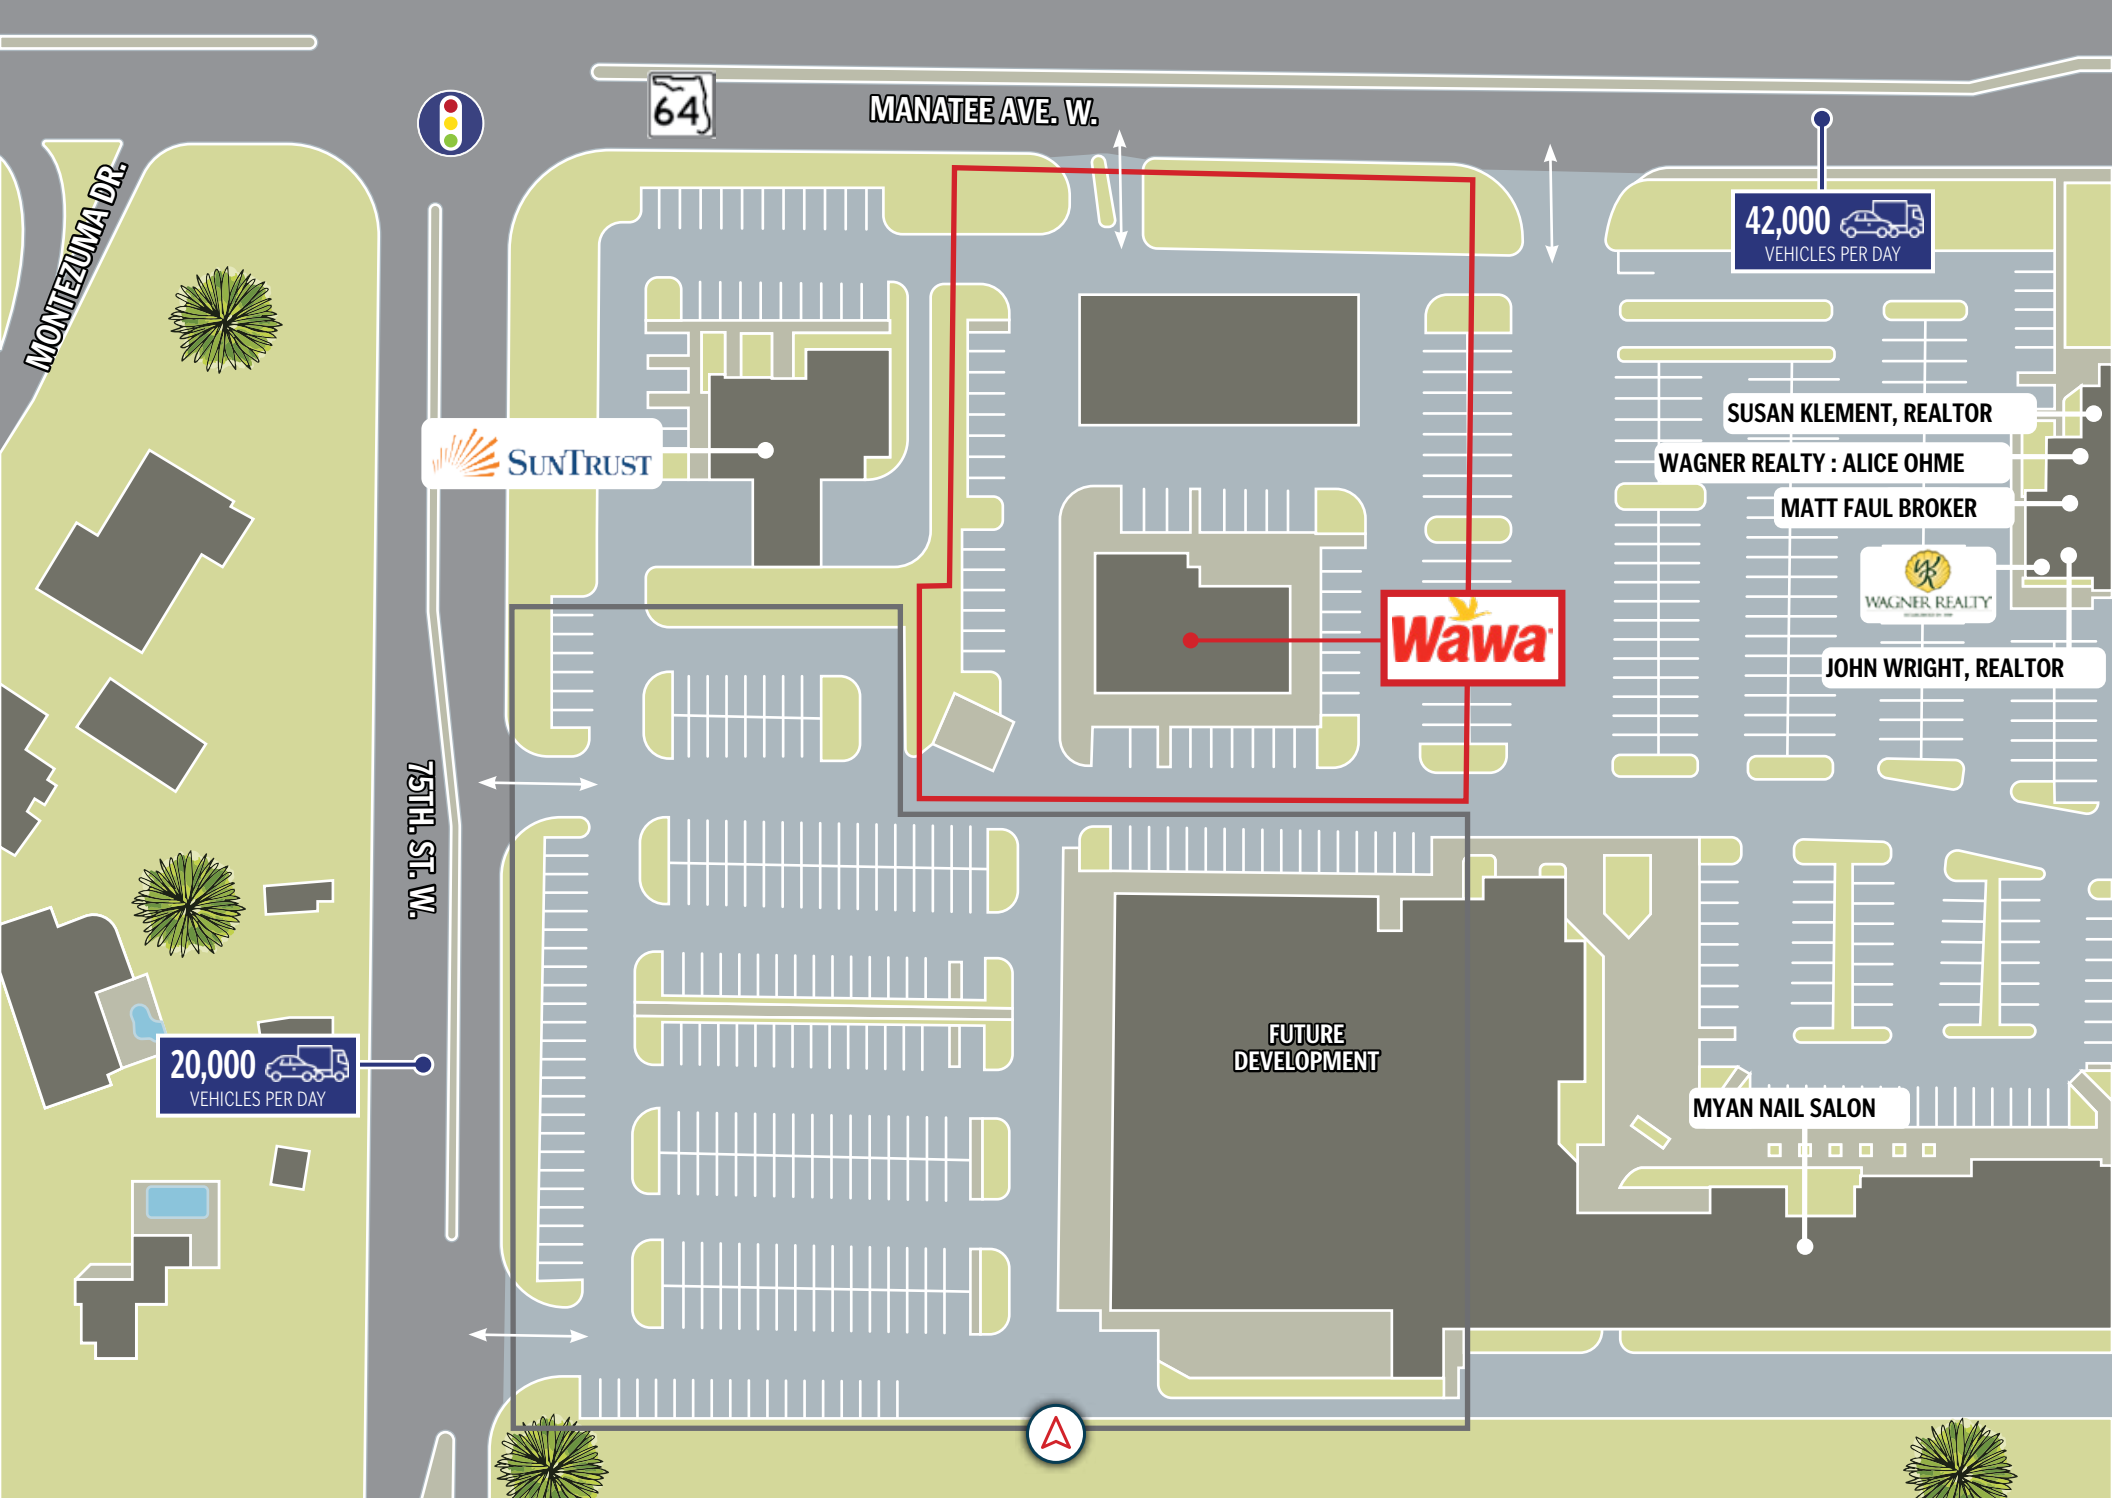 64
MANATEE AVE. W.
MONTEZUMA DR.
42,000
VEHICLES PER DAY
SUSAN KLEMENT, REALTOR
SUNTRUST
WAGNER REALTY : ALICE OHME
MATT FAUL BROKER
WR
WAGNER REALTY
Wawa
JOHN WRIGHT, REALTOR
75TH. ST. W.
FUTURE
DEVELOPMENT
20,000
VEHICLES PER DAY
MYAN NAIL SALON